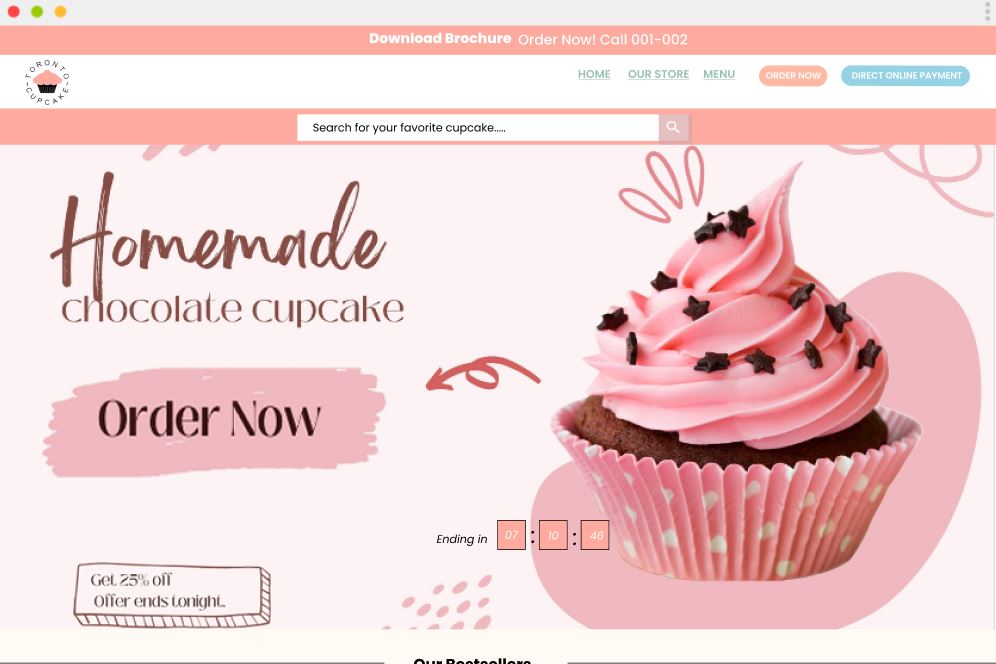 Download Brochure Order Now! Call 001-002
TORONTO
CUPCAKE
HOME OUR STORE MENU ORDER NOW DIRECT ONLINE PAYMENT
Search for your favorite cupcake.....
Homemade
chocolate cupcake
Order Now
Ending in 07 : 10 : 46
Get 25% off
Offer ends tonight..
Our Bestsellers